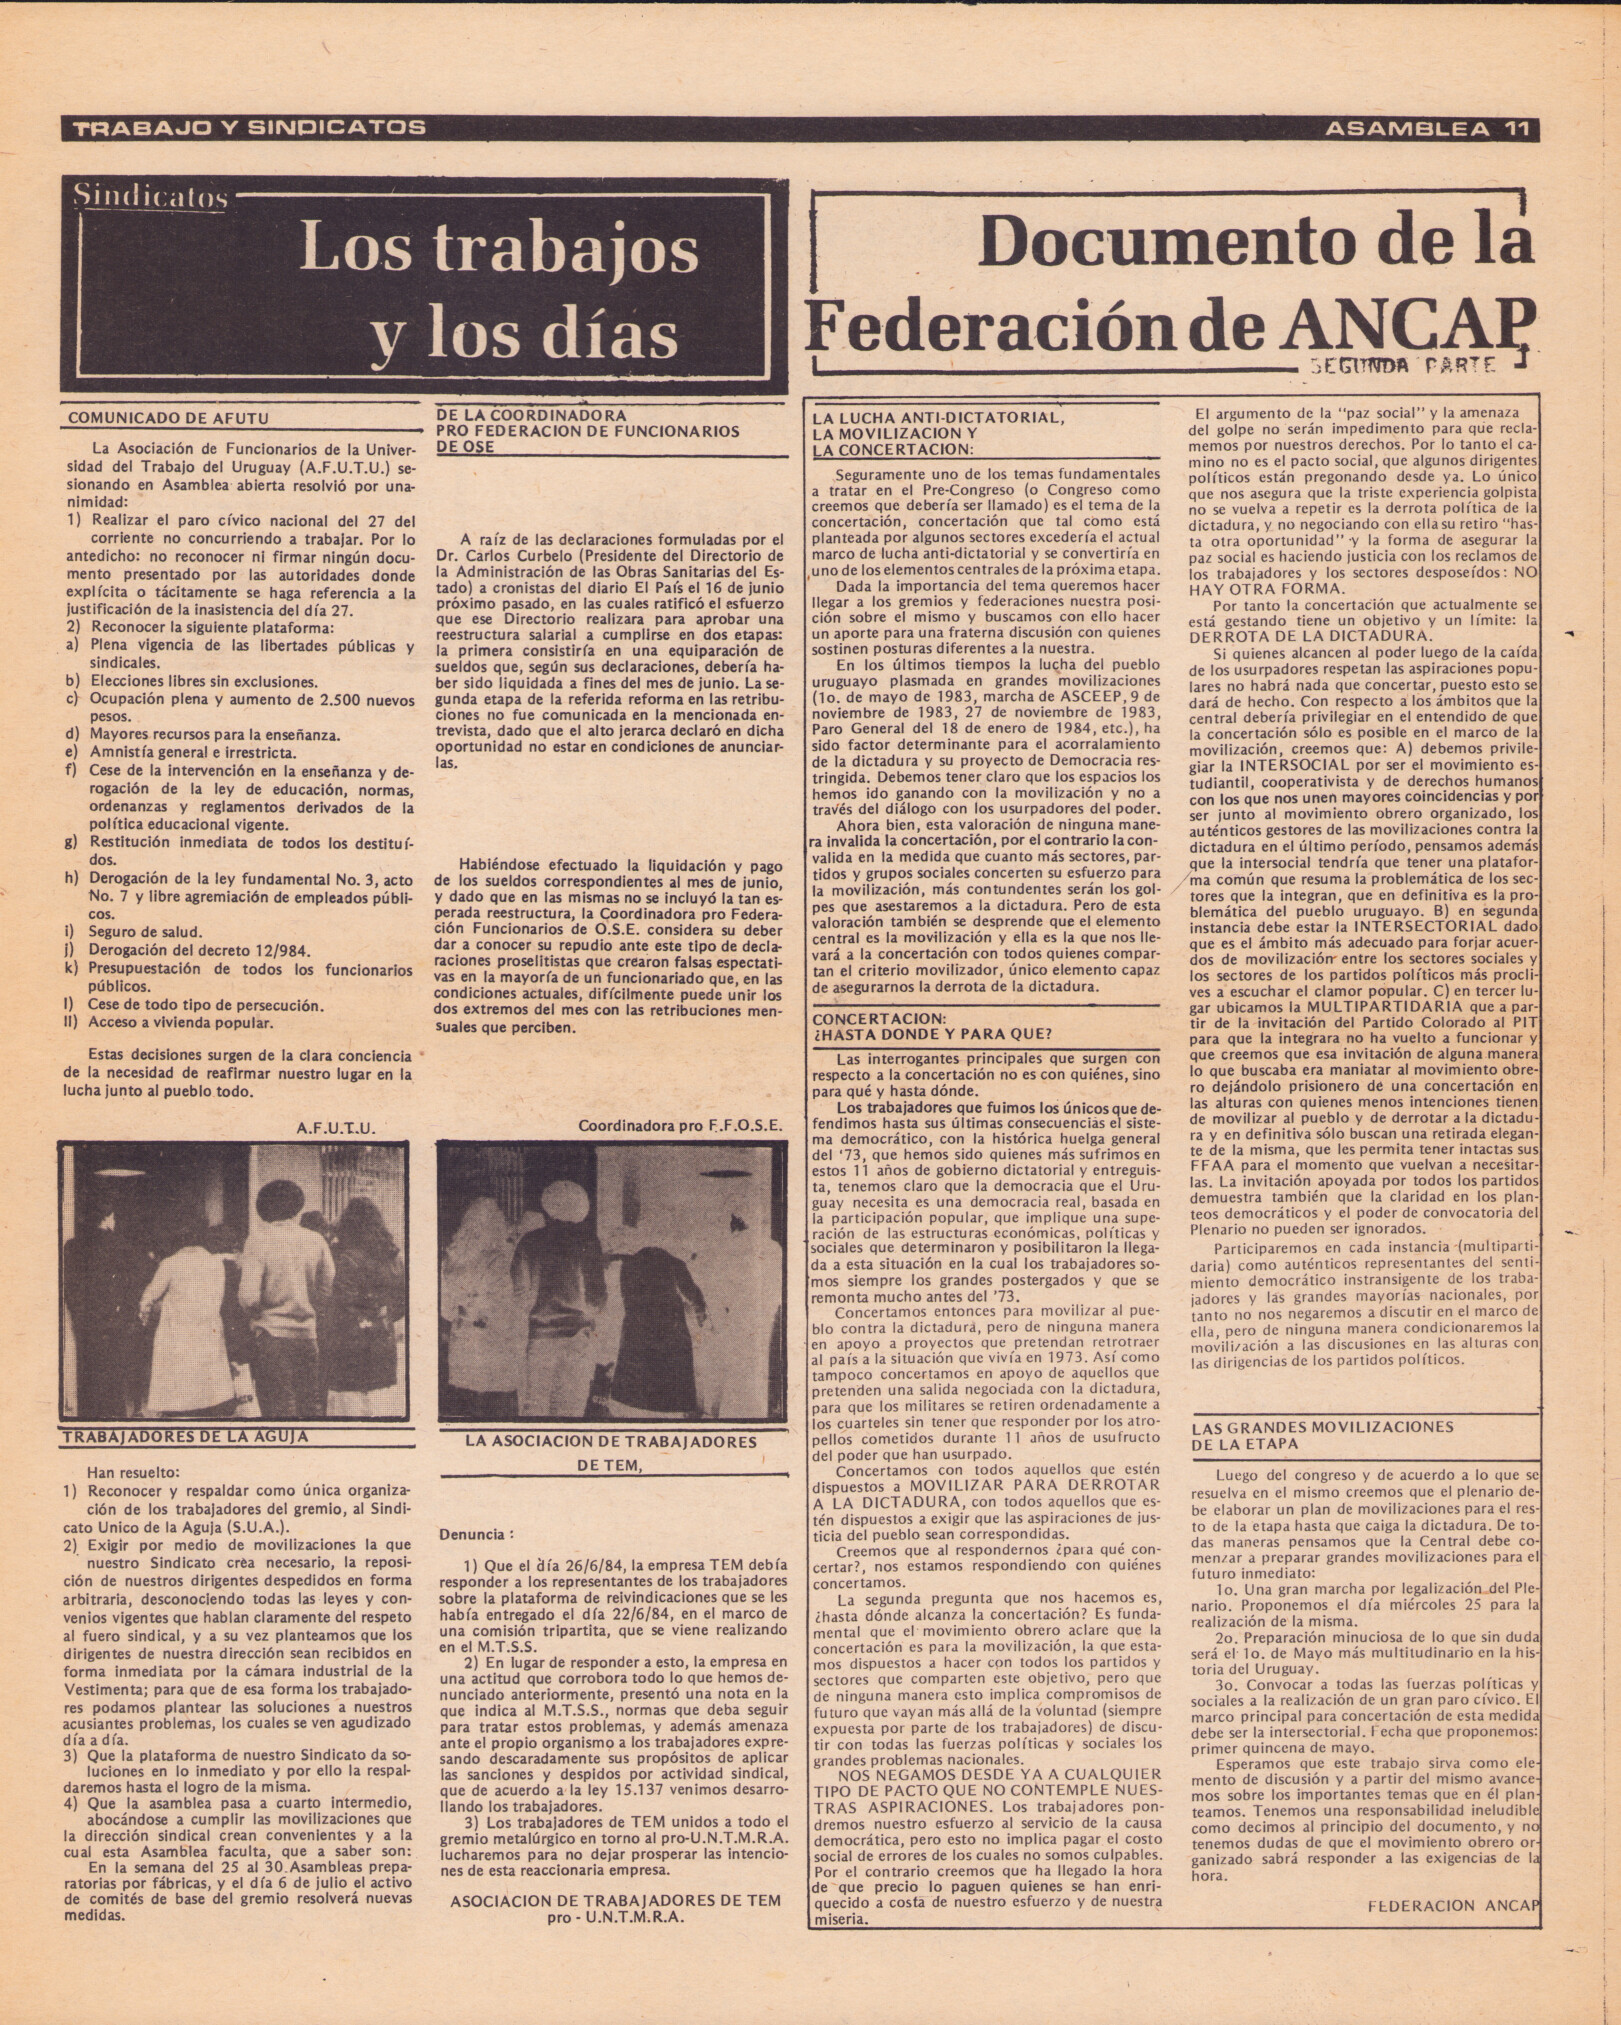 TRABAJO Y SINDICATOS
ASAMBLEA 11
Sindicatos
Los trabajos
y los días
COMUNICADO DE AFUTU
La Asociación de Funcionarios de la Univer-
sidad del Trabajo del Uruguay (A.F.U.T.U.) se-
sionando en Asamblea abierta resolvió por una-
nimidad:
1) Realizar el paro cívico nacional del 27 del
corriente no concurriendo a trabajar. Por lo
antedicho: no reconocer ni firmar ningún docu-
mento presentado por las autoridades donde
explícita o tácitamente se haga referencia a la
justificación de la inasistencia del día 27.
2) Reconocer la siguiente plataforma:
a) Plena vigencia de las libertades públicas y
sindicales.
b) Elecciones libres sin exclusiones.
c) Ocupación plena y aumento de 2.500 nuevos
pesos.
d) Mayores recursos para la enseñanza.
e) Amnistía general e irrestricta.
f) Cese de la intervención en la enseñanza y de-
rogación de la ley de educación, normas,
ordenanzas y reglamentos derivados de la
política educacional vigente.
g) Restitución inmediata de todos los destituí-
dos.
h) Derogación de la ley fundamental No. 3, acto
No. 7 y libre agremiación de empleados públi-
cos.
i) Seguro de salud.
j) Derogación del decreto 12/984.
k) Presupuestación de todos los funcionarios
públicos.
l) Cese de todo tipo de persecución.
ll) Acceso a vivienda popular.
Estas decisiones surgen de la clara conciencia
de la necesidad de reafirmar nuestro lugar en la
lucha junto al pueblo todo.
A.F.U.T.U.
TRABAJADORES DE LA AGUJA
Han resuelto:
1) Reconocer y respaldar como única organiza-
ción de los trabajadores del gremio, al Sindi-
cato Unico de la Aguja (S.U.A.).
2) Exigir por medio de movilizaciones la que
nuestro Sindicato crea necesario, la reposi-
ción de nuestros dirigentes despedidos en forma
arbitraria, desconociendo todas las leyes y con-
venios vigentes que hablan claramente del respeto
al fuero sindical, y a su vez planteamos que los
dirigentes de nuestra dirección sean recibidos en
forma inmediata por la cámara industrial de la
Vestimenta; para que de esa forma los trabajado-
res podamos plantear las soluciones a nuestros
acusiantes problemas, los cuales se ven agudizado
día a día.
3) Que la plataforma de nuestro Sindicato da so-
luciones en lo inmediato y por ello la respal-
daremos hasta el logro de la misma.
4) Que la asamblea pasa a cuarto intermedio,
abocándose a cumplir las movilizaciones que
la dirección sindical crean convenientes y a la
cual esta Asamblea faculta, que a saber son:
En la semana del 25 al 30 Asambleas prepa-
ratorias por fábricas, y el día 6 de julio el activo
de comités de base del gremio resolverá nuevas
medidas.
DE LA COORDINADORA
PRO FEDERACION DE FUNCIONARIOS
DE OSE
A raíz de las declaraciones formuladas por el
Dr. Carlos Curbelo (Presidente del Directorio de
la Administración de las Obras Sanitarias del Es-
tado) a cronistas del diario El País el 16 de junio
próximo pasado, en las cuales ratificó el esfuerzo
que ese Directorio realizara para aprobar una
reestructura salarial a cumplirse en dos etapas:
la primera consistiría en una equiparación de
sueldos que, según sus declaraciones, debería ha-
ber sido liquidada a fines del mes de junio. La se-
gunda etapa de la referida reforma en las retribu-
ciones no fue comunicada en la mencionada en-
trevista, dado que el alto jerarca declaró en dicha
oportunidad no estar en condiciones de anunciar-
las.
Habiéndose efectuado la liquidación y pago
de los sueldos correspondientes al mes de junio,
y dado que en las mismas no se incluyó la tan es-
perada reestructura, la Coordinadora pro Federa-
ción Funcionarios de O.S.E. considera su deber
dar a conocer su repudio ante este tipo de decla-
raciones proselitistas que crearon falsas espectati-
vas en la mayoría de un funcionariado que, en las
condiciones actuales, difícilmente puede unir los
dos extremos del mes con las retribuciones men-
suales que perciben.
Coordinadora pro F.F.O.S.E.
LA ASOCIACION DE TRABAJADORES
DE TEM,
Denuncia :
1) Que el día 26/6/84, la empresa TEM debía
responder a los representantes de los trabajadores
sobre la plataforma de reivindicaciones que se les
había entregado el día 22/6/84, en el marco de
una comisión tripartita, que se viene realizando
en el M.T.S.S.
2) En lugar de responder a esto, la empresa en
una actitud que corrobora todo lo que hemos de-
nunciado anteriormente, presentó una nota en la
que indica al M.T.S.S., normas que deba seguir
para tratar estos problemas, y además amenaza
ante el propio organismo a los trabajadores expre-
sando descaradamente sus propósitos de aplicar
las sanciones y despidos por actividad sindical,
que de acuerdo a la ley 15.137 venimos desarro-
llando los trabajadores.
3) Los trabajadores de TEM unidos a todo el
gremio metalúrgico en torno al pro-U.N.T.M.R.A.
lucharemos para no dejar prosperar las intencio-
nes de esta reaccionaria empresa.
ASOCIACION DE TRABAJADORES DE TEM
pro - U.N.T.M.R.A.
Documento de la
Federación de ANCAP
SEGUNDA PARTE
LA LUCHA ANTI-DICTATORIAL,
LA MOVILIZACION Y
LA CONCERTACION:
Seguramente uno de los temas fundamentales
a tratar en el Pre-Congreso (o Congreso como
creemos que debería ser llamado) es el tema de la
concertación, concertación que tal como está
planteada por algunos sectores excedería el actual
marco de lucha anti-dictatorial y se convertiría en
uno de los elementos centrales de la próxima etapa.
Dada la importancia del tema queremos hacer
llegar a los gremios y federaciones nuestra posi-
ción sobre el mismo y buscamos con ello hacer
un aporte para una fraterna discusión con quienes
sostinen posturas diferentes a la nuestra.
En los últimos tiempos la lucha del pueblo
uruguayo plasmada en grandes movilizaciones
(1o. de mayo de 1983, marcha de ASCEEP, 9 de
noviembre de 1983, 27 de noviembre de 1983,
Paro General del 18 de enero de 1984, etc.), ha
sido factor determinante para el acorralamiento
de la dictadura y su proyecto de Democracia res-
tringida. Debemos tener claro que los espacios los
hemos ido ganando con la movilización y no a
través del diálogo con los usurpadores del poder.
Ahora bien, esta valoración de ninguna mane-
ra invalida la concertación, por el contrario la con-
valida en la medida que cuanto más sectores, par-
tidos y grupos sociales concerten su esfuerzo para
la movilización, más contundentes serán los gol-
pes que asestaremos a la dictadura. Pero de esta
valoración también se desprende que el elemento
central es la movilización y ella es la que nos lle-
vará a la concertación con todos quienes compar-
tan el criterio movilizador, único elemento capaz
de asegurarnos la derrota de la dictadura.
CONCERTACION:
¿HASTA DONDE Y PARA QUE?
Las interrogantes principales que surgen con
respecto a la concertación no es con quiénes, sino
para qué y hasta dónde.
Los trabajadores que fuimos los únicos que de-
fendimos hasta sus últimas consecuencias el siste-
ma democrático, con la histórica huelga general
del '73, que hemos sido quienes más sufrimos en
estos 11 años de gobierno dictatorial y entreguis-
ta, tenemos claro que la democracia que el Uru-
guay necesita es una democracia real, basada en
la participación popular, que implique una supe-
ración de las estructuras económicas, políticas y
sociales que determinaron y posibilitaron la llega-
da a esta situación en la cual los trabajadores so-
mos siempre los grandes postergados y que se
remonta mucho antes del '73.
Concertamos entonces para movilizar al pue-
blo contra la dictadura, pero de ninguna manera
en apoyo a proyectos que pretendan retrotraer
al país a la situación que vivía en 1973. Así como
tampoco concertamos en apoyo de aquellos que
pretenden una salida negociada con la dictadura,
para que los militares se retiren ordenadamente a
los cuarteles sin tener que responder por los atro-
pellos cometidos durante 11 años de usufructo
del poder que han usurpado.
Concertamos con todos aquellos que estén
dispuestos a MOVILIZAR PARA DERROTAR
A LA DICTADURA, con todos aquellos que es-
tén dispuestos a exigir que las aspiraciones de jus-
ticia del pueblo sean correspondidas.
Creemos que al respondernos ¿para qué con-
certar?, nos estamos respondiendo con quiénes
concertamos.
La segunda pregunta que nos hacemos es,
¿hasta dónde alcanza la concertación? Es funda-
mental que el movimiento obrero aclare que la
concertación es para la movilización, la que esta-
mos dispuestos a hacer con todos los partidos y
sectores que comparten este objetivo, pero que
de ninguna manera esto implica compromisos de
futuro que vayan más allá de la voluntad (siempre
expuesta por parte de los trabajadores) de discu-
tir con todas las fuerzas políticas y sociales los
grandes problemas nacionales.
NOS NEGAMOS DESDE YA A CUALQUIER
TIPO DE PACTO QUE NO CONTEMPLE NUES-
TRAS ASPIRACIONES. Los trabajadores pon-
dremos nuestro esfuerzo al servicio de la causa
democrática, pero esto no implica pagar el costo
social de errores de los cuales no somos culpables.
Por el contrario creemos que ha llegado la hora
de que precio lo paguen quienes se han enri-
quecido a costa de nuestro esfuerzo y de nuestra
miseria.
El argumento de la "paz social" y la amenaza
del golpe no serán impedimento para que recla-
memos por nuestros derechos. Por lo tanto el ca-
mino no es el pacto social, que algunos dirigentes
políticos están pregonando desde ya. Lo único
que nos asegura que la triste experiencia golpista
no se vuelva a repetir es la derrota política de la
dictadura, y no negociando con ella su retiro "has-
ta otra oportunidad" y la forma de asegurar la
paz social es haciendo justicia con los reclamos de
los trabajadores y los sectores desposeídos: NO
HAY OTRA FORMA.
Por tanto la concertación que actualmente se
está gestando tiene un objetivo y un límite: la
DERROTA DE LA DICTADURA.
Si quienes alcancen al poder luego de la caída
de los usurpadores respetan las aspiraciones popu-
lares no habrá nada que concertar, puesto esto se
dará de hecho. Con respecto a los ámbitos que la
central debería privilegiar en el entendido de que
la concertación sólo es posible en el marco de la
movilización, creemos que: A) debemos privile-
giar la INTERSOCIAL por ser el movimiento es-
tudiantil, cooperativista y de derechos humanos
con los que nos unen mayores coincidencias y por
ser junto al movimiento obrero organizado, los
auténticos gestores de las movilizaciones contra la
dictadura en el último período, pensamos además
que la intersocial tendría que tener una platafor-
ma común que resuma la problemática de los sec-
tores que la integran, que en definitiva es la pro-
blemática del pueblo uruguayo. B) en segunda
instancia debe estar la INTERSECTORIAL dado
que es el ámbito más adecuado para forjar acuer-
dos de movilización entre los sectores sociales y
los sectores de los partidos políticos más procli-
ves a escuchar el clamor popular. C) en tercer lu-
gar ubicamos la MULTIPARTIDARIA que a par-
tir de la invitación del Partido Colorado al PIT
para que la integrara no ha vuelto a funcionar y
que creemos que esa invitación de alguna manera
lo que buscaba era maniatar al movimiento obre-
ro dejándolo prisionero de una concertación en
las alturas con quienes menos intenciones tienen
de movilizar al pueblo y de derrotar a la dictadu-
ra y en definitiva sólo buscan una retirada elegan-
te de la misma, que les permita tener intactas sus
FFAA para el momento que vuelvan a necesitar-
las. La invitación apoyada por todos los partidos
demuestra también que la claridad en los plan-
teos democráticos y el poder de convocatoria del
Plenario no pueden ser ignorados.
Participaremos en cada instancia (multiparti-
daria) como auténticos representantes del senti-
miento democrático instransigente de los traba-
jadores y las grandes mayorías nacionales, por
tanto no nos negaremos a discutir en el marco de
ella, pero de ninguna manera condicionaremos la
movilización a las discusiones en las alturas con
las dirigencias de los partidos políticos.
LAS GRANDES MOVILIZACIONES
DE LA ETAPA
Luego del congreso y de acuerdo a lo que se
resuelva en el mismo creemos que el plenario de-
be elaborar un plan de movilizaciones para el res-
to de la etapa hasta que caiga la dictadura. De to-
das maneras pensamos que la Central debe co-
menzar a preparar grandes movilizaciones para el
futuro inmediato:
1o. Una gran marcha por legalización del Ple-
nario. Proponemos el día miércoles 25 para la
realización de la misma.
2o. Preparación minuciosa de lo que sin duda
será el 1o. de Mayo más multitudinario en la his-
toria del Uruguay.
3o. Convocar a todas las fuerzas políticas y
sociales a la realización de un gran paro cívico. El
marco principal para concertación de esta medida
debe ser la intersectorial. Fecha que proponemos:
primer quincena de mayo.
Esperamos que este trabajo sirva como ele-
mento de discusión y a partir del mismo avance-
mos sobre los importantes temas que en él plan-
teamos. Tenemos una responsabilidad ineludible
como decimos al principio del documento, y no
tenemos dudas de que el movimiento obrero or-
ganizado sabrá responder a las exigencias de la
hora.
FEDERACION ANCAP